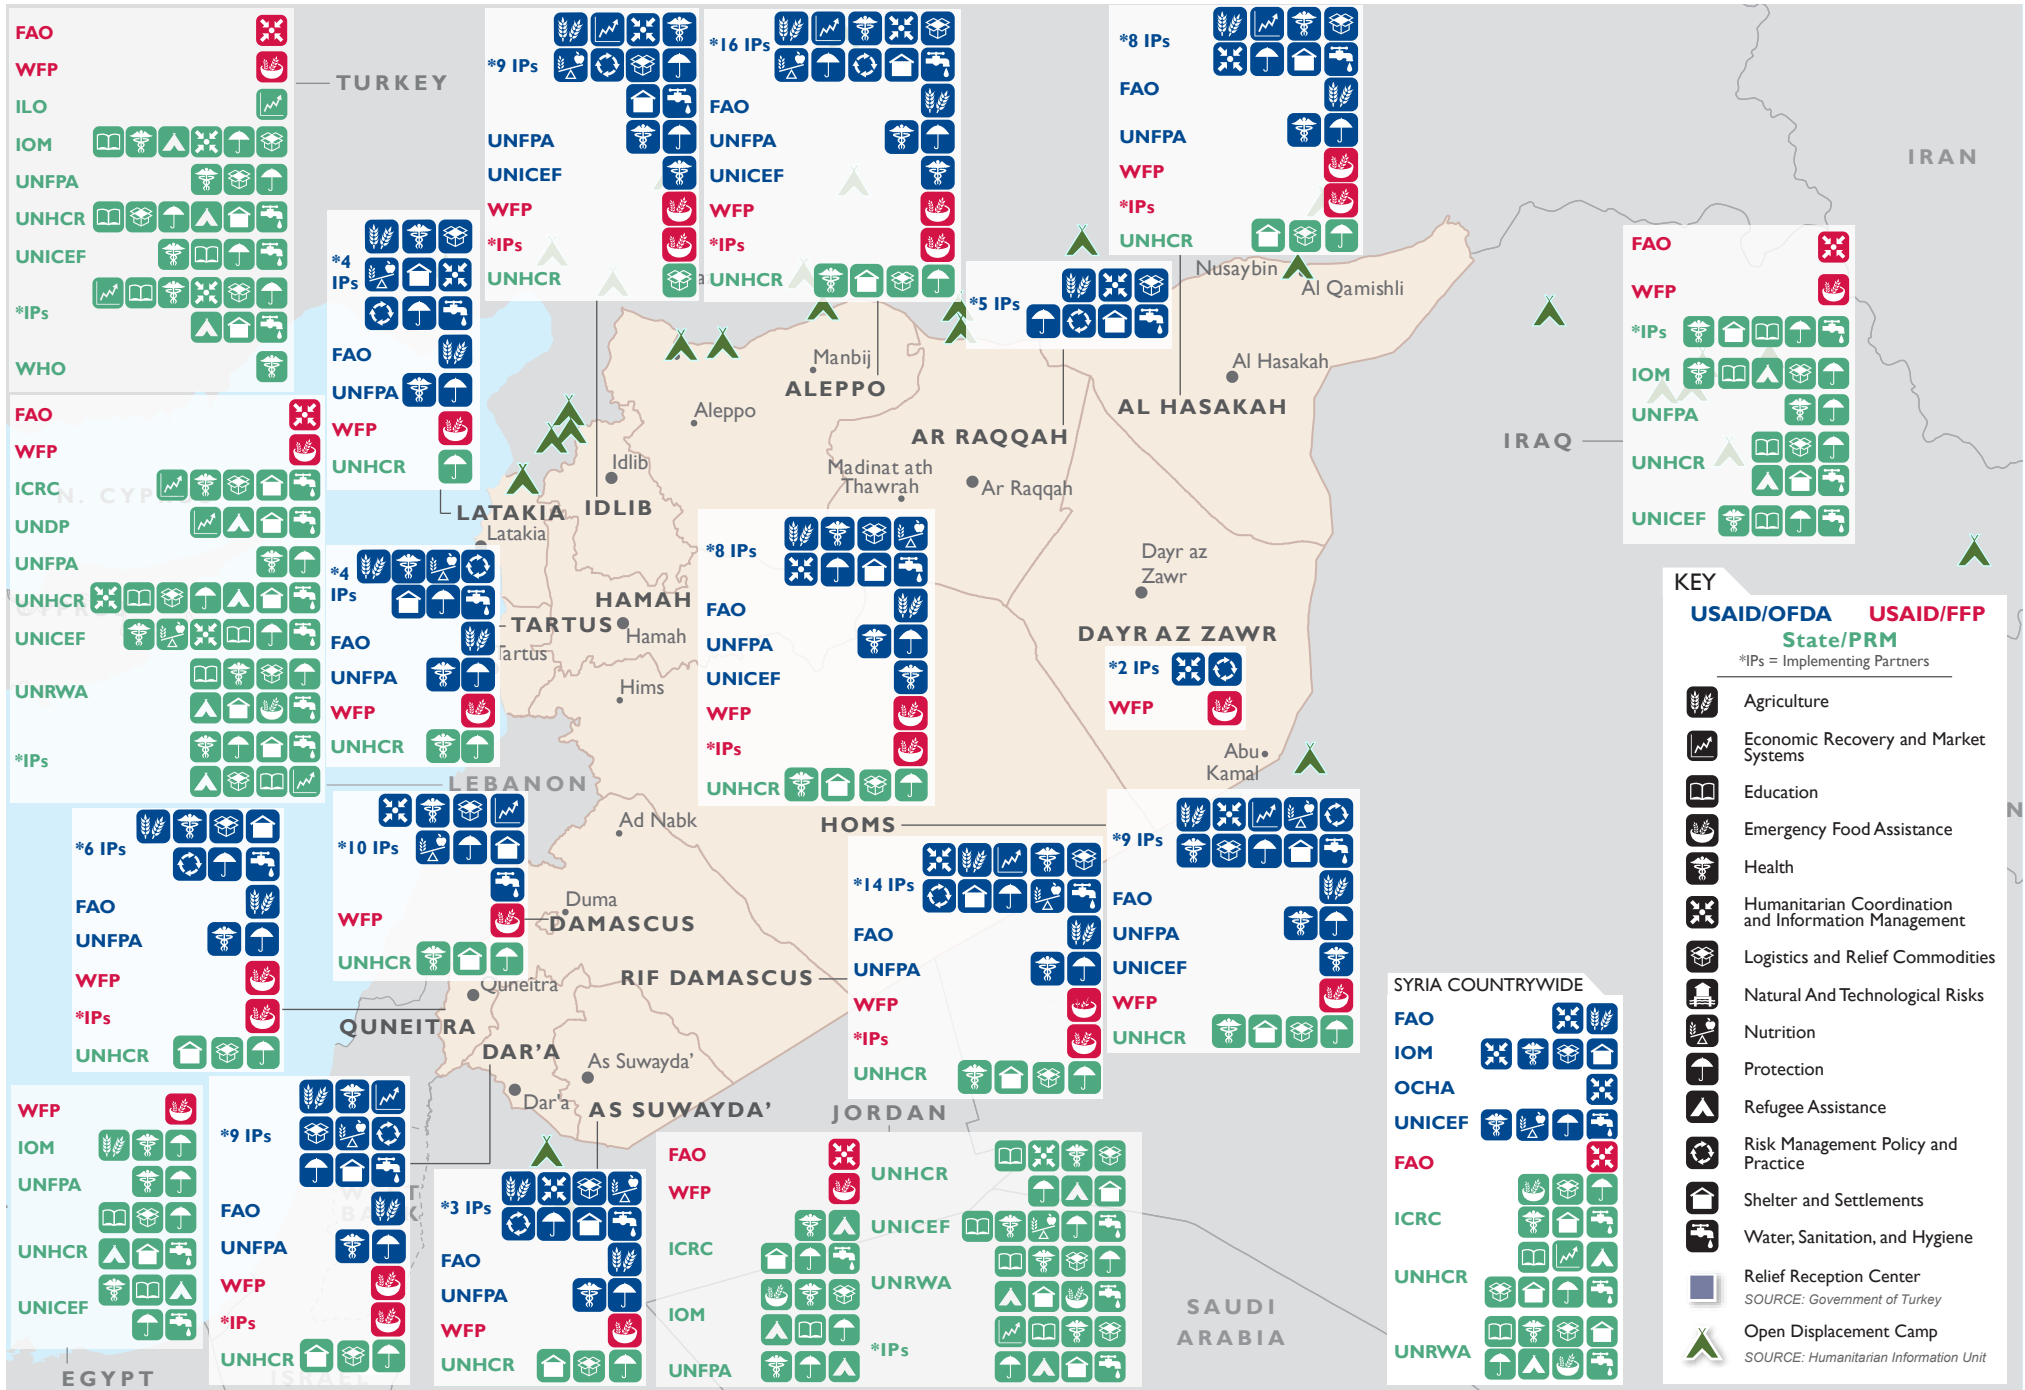 FAO
WFP
ILO
IOM
UNFPA
UNHCR
UNICEF
*IPs
WHO
TURKEY
*9 IPs
UNFPA
UNICEF
WFP
*IPs
UNHCR
*16 IPs
FAO
UNFPA
UNICEF
WFP
*IPs
UNHCR
*8 IPs
FAO
UNFPA
WFP
*IPs
UNHCR
IRAN
*4
IPs
FAO
UNFPA
WFP
UNHCR
*5 IPs
Nusaybin
Al Qamishli
FAO
WFP
*IPs
IOM
UNFPA
UNHCR
UNICEF
IRAQ
Manbij
ALEPPO
Aleppo
Al Hasakah
AL HASAKAH
AR RAQQAH
Madinat ath
Thawrah
Ar Raqqah
Idlib
IDLIB
LATAKIA
Latakia
FAO
WFP
ICRC
N. CYP
UNDP
UNFPA
UNHCR
UNICEF
UNRWA
*IPs
*4
IPs
FAO
UNFPA
WFP
UNHCR
HAMAH
TARTUS
Hamah
Tartus
Hims
LEBANON
*8 IPs
FAO
UNFPA
UNICEF
WFP
*IPs
UNHCR
Dayr az
Zawr
DAYR AZ ZAWR
*2 IPs
WFP
Abu
Kamal
KEY
USAID/OFDA
USAID/FFP
State/PRM
*IPs = Implementing Partners
Agriculture
Economic Recovery and Market
Systems
Education
Emergency Food Assistance
Health
Humanitarian Coordination
and Information Management
Logistics and Relief Commodities
Natural And Technological Risks
Nutrition
Protection
Refugee Assistance
Risk Management Policy and
Practice
Shelter and Settlements
Water, Sanitation, and Hygiene
Relief Reception Center
SOURCE: Government of Turkey
Open Displacement Camp
SOURCE: Humanitarian Information Unit
*6 IPs
FAO
UNFPA
WFP
*IPs
UNHCR
*10 IPs
WFP
UNHCR
Ad Nabk
Duma
DAMASCUS
HOMS
RIF DAMASCUS
*14 IPs
FAO
UNFPA
WFP
*IPs
UNHCR
*9 IPs
FAO
UNFPA
UNICEF
WFP
UNHCR
Quneitra
QUNEITRA
DAR'A
As Suwayda'
Dar'a
AS SUWAYDA'
JORDAN
SYRIA COUNTRYWIDE
FAO
IOM
OCHA
UNICEF
FAO
ICRC
UNHCR
UNRWA
WFP
IOM
UNFPA
UNHCR
UNICEF
EGYPT
*9 IPs
FAO
UNFPA
WFP
*IPs
UNHCR
ISRAEL
*3 IPs
FAO
UNFPA
WFP
UNHCR
FAO
WFP
ICRC
IOM
UNFPA
UNHCR
UNICEF
UNRWA
*IPs
SAUDI
ARABIA